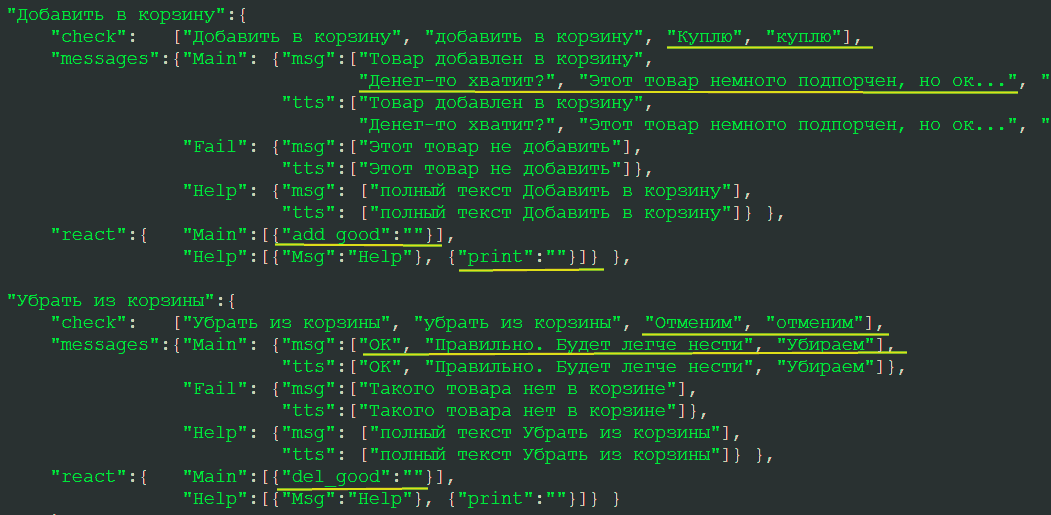 "Добавить в корзину":{
"check": ["Добавить в корзину", "добавить в корзину", "Куплю", "куплю"],
"messages":{"Main": {"msg":["Товар добавлен в корзину",
"Денег-то хватит?", "Этот товар немного подпорчен, но ок...", "
"tts":["Товар добавлен в корзину",
"Денег-то хватит?", "Этот товар немного подпорчен, но ок...", "
"Fail": {"msg":["Этот товар не добавить"],
"tts":["Этот товар не добавить"]},
"Help": {"msg": ["полный текст Добавить в корзину"],
"tts": ["полный текст Добавить в корзину"]} },
"react":{ "Main":[{"add_good":""}],
"Help":[{"Msg":"Help"}, {"print":""}]} },
"Убрать из корзины":{
"check": ["Убрать из корзины", "убрать из корзины", "Отменим", "отменим"],
"messages":{"Main": {"msg":["ОК", "Правильно. Будет легче нести", "Убираем"],
"tts":["ОК", "Правильно. Будет легче нести", "Убираем"]},
"Fail": {"msg":["Такого товара нет в корзине"],
"tts":["Такого товара нет в корзине"]},
"Help": {"msg": ["полный текст Убрать из корзины"],
"tts": ["полный текст Убрать из корзины"]} },
"react":{ "Main":[{"del_good":""}],
"Help":[{"Msg":"Help"}, {"print":""}]} }